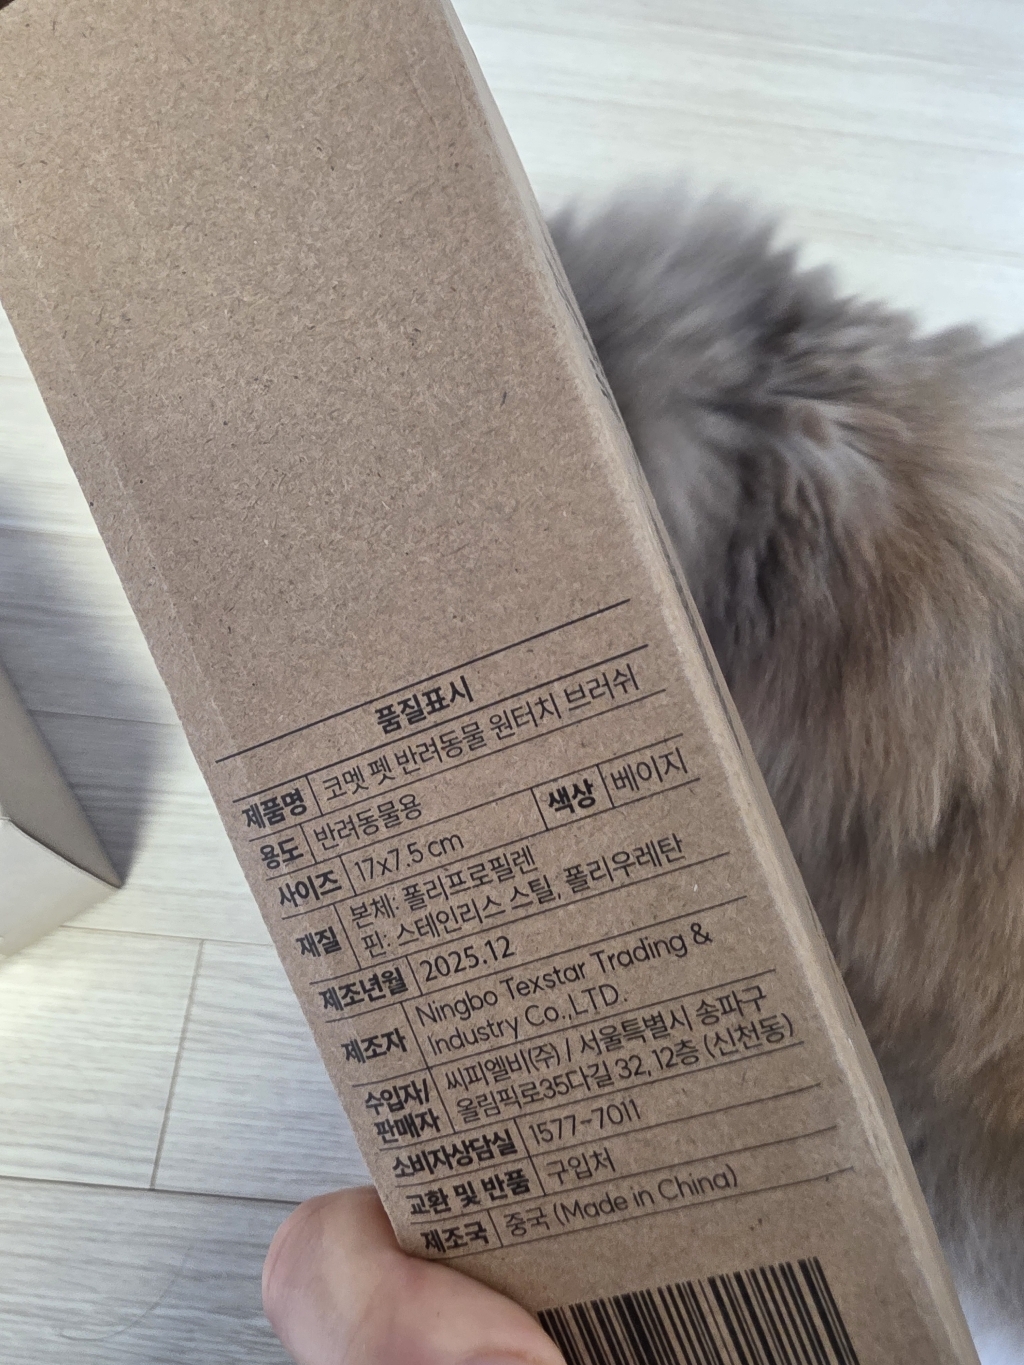 품질표시
제품명 코멧 펫 반려동물 원터치 브러쉬
용도 반려동물용 색상 베이지
사이즈 17x7.5 cm
재질 본체: 폴리프로필렌
핀: 스테인리스 스틸, 폴리우레탄
제조년월 2025.12
제조자 Ningbo Texstar Trading &
Industry Co.,LTD.
수입자/ 씨피엘비(주) / 서울특별시 송파구
판매자 올림픽로35다길 32, 12층 (신천동)
소비자상담실 1577-7011
교환 및 반품 구입처
제조국 중국 (Made in China)